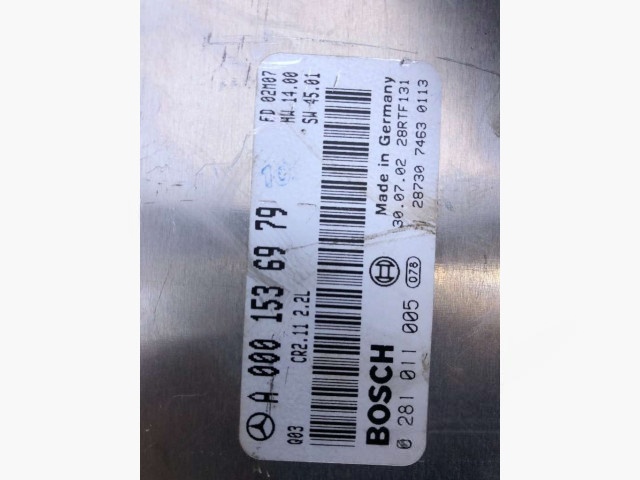 FD 02M07
HW 14.00
SW 45.01
A 000 153 69 79
Q03 CR2.11 2.2L
Made in Germany
30.07.02 28RTF131
28730 7463 0113
BOSCH
078
0 281 011 005